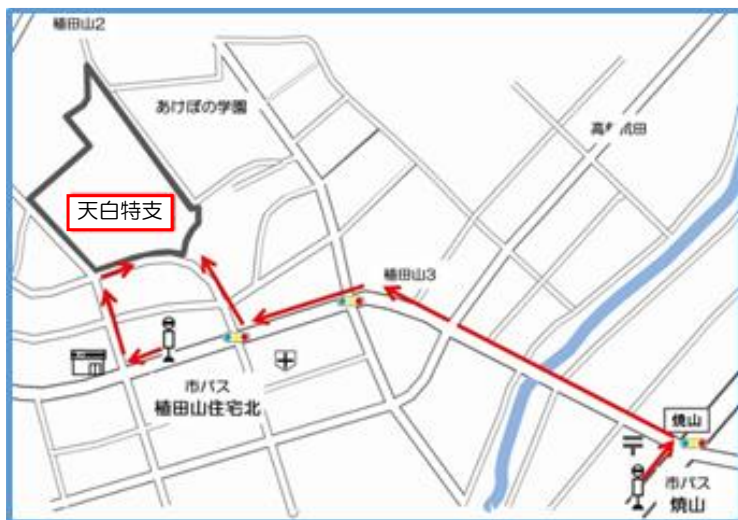 植田山2
あけぼの学園
天白特支
植田山3
市バス
植田山住宅北
焼山
市バス
焼山